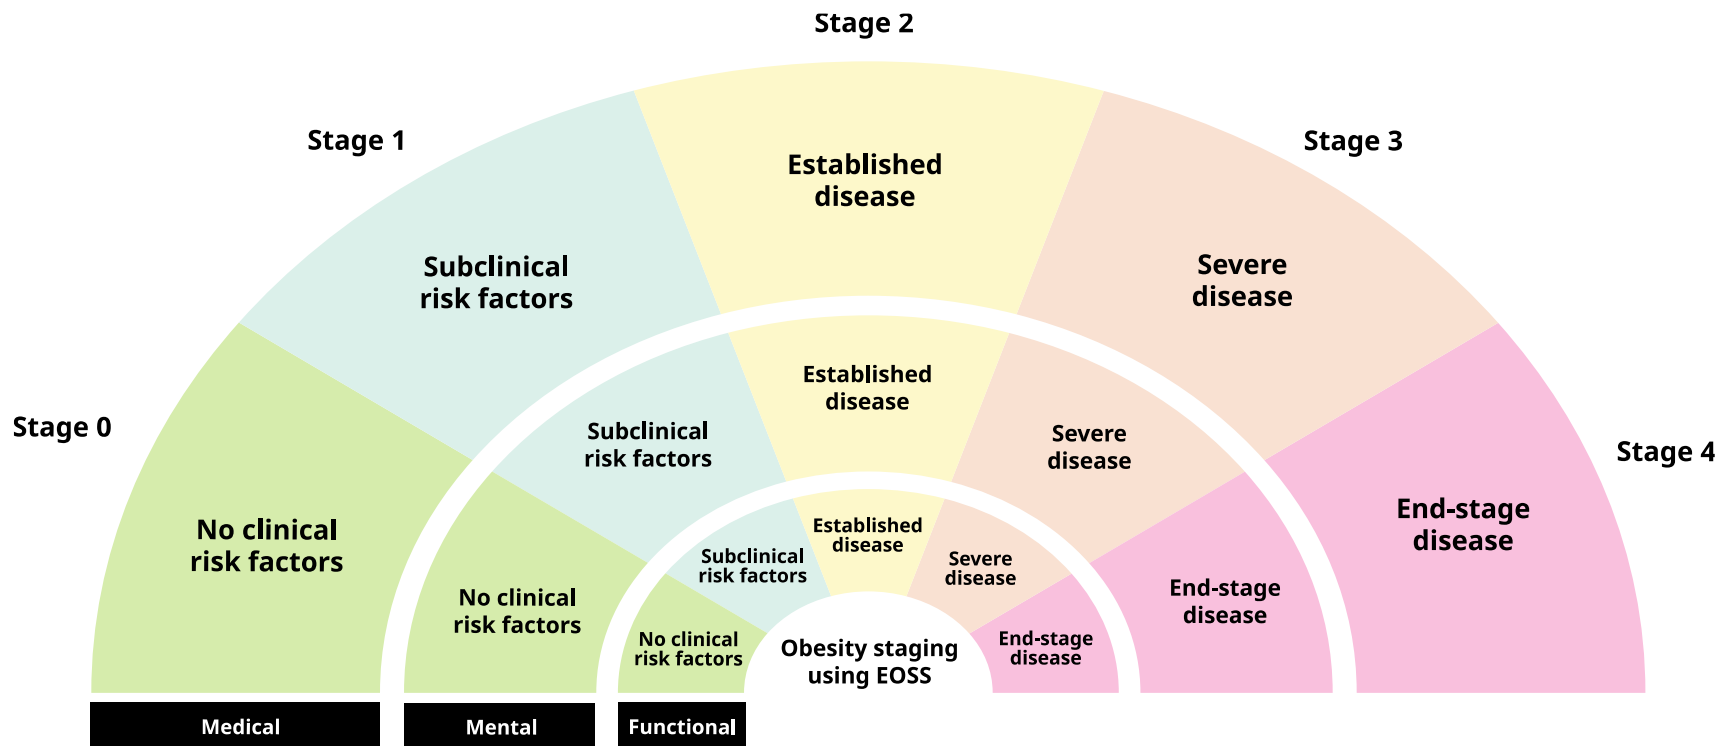 Stage 2
Stage 1
Stage 3
Established
disease
Subclinical
risk factors
Severe
disease
Stage 0
Stage 4
No clinical
risk factors
End-stage
disease
Established
disease
Subclinical
risk factors
Severe
disease
No clinical
risk factors
End-stage
disease
Established
disease
Subclinical
risk factors
Severe
disease
No clinical
risk factors
End-stage
disease
Obesity staging
using EOSS
Medical
Mental
Functional